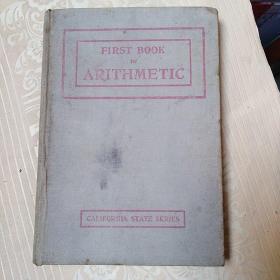 FIRST BOOK
IN
ARITHMETIC
CALIFORNIA STATE SERIES